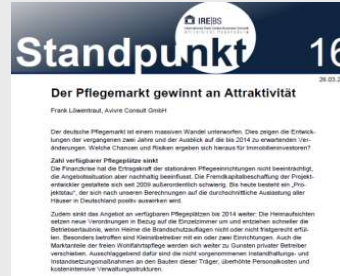 IRE|BS
Standpunkt 16
26.03.2
Der Pflegemarkt gewinnt an Attraktivität
Frank Löwentraut, Avivre Consult GmbH
Der deutsche Pflegemarkt ist einem massiven Wandel unterworfen. Dies zeigen die Entwick-
lungen der vergangenen zwei Jahre und der Ausblick auf die bis 2014 zu erwartenden Ver-
änderungen. Welche Chancen und Risiken ergeben sich hieraus für Immobilieninvestoren?
Zahl verfügbarer Pflegeplätze sinkt
Die Finanzkrise hat die Ertragskraft der stationären Pflegeeinrichtungen nicht beeinträchtigt,
die Angebotssituation aber nachhaltig beeinflusst. Die Fremdkapitalbeschaffung der Projekt-
entwickler gestaltete sich seit 2009 außerordentlich schwierig. Bis heute besteht ein „Pro-
jektstau“, der sich nach unseren Berechnungen auf die durchschnittliche Auslastung aller
Häuser in Deutschland positiv auswirken wird.
Zudem sinkt das Angebot an verfügbaren Pflegeplätzen bis 2014 weiter: Die Heimaufsichten
setzen neue Verordnungen in Bezug auf die Einzelzimmer um und entziehen schneller die
Betriebserlaubnis, wenn Heime die Brandschutzauflagen nicht oder nicht fristgerecht erfül-
len. Besonders betroffen sind Kleinstbetreiber mit ein oder zwei Einrichtungen. Auch die
Marktanteile der freien Wohlfahrtspflege werden sich weiter zu Gunsten privater Betreiber
verschieben. Ausschlaggebend dafür sind die nicht vorgenommenen Instandhaltungs- und
Instandsetzungsmaßnahmen an den Bauten dieser Träger, überhöhte Personalkosten und
kostenintensive Verwaltungsstrukturen.